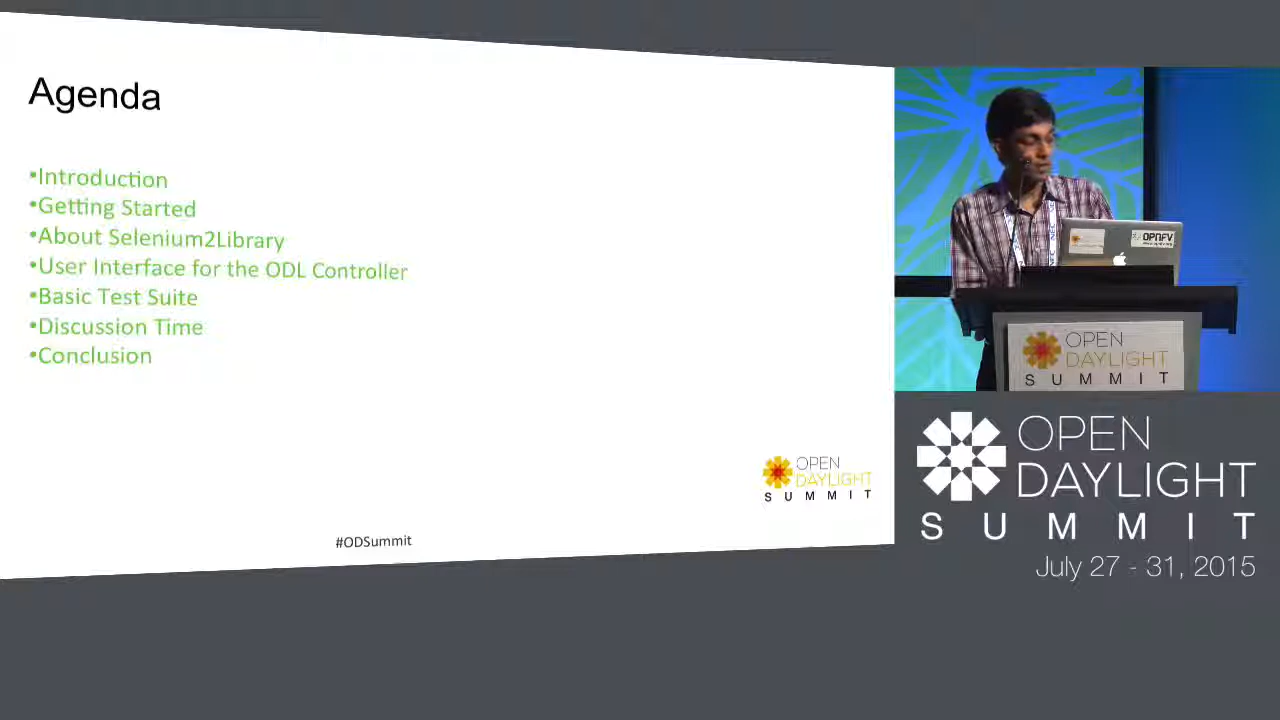 Agenda
•Introduction
•Getting Started
•About Selenium2Library
•User Interface for the ODL Controller
•Basic Test Suite
•Discussion Time
•Conclusion
OPEN
DAYLIGHT
SUMMIT
#ODSummit
NEC
OPNFV
OPEN
DAYLIGHT
SUMMIT
OPEN
DAYLIGHT
SUMMIT
July 27 - 31, 2015